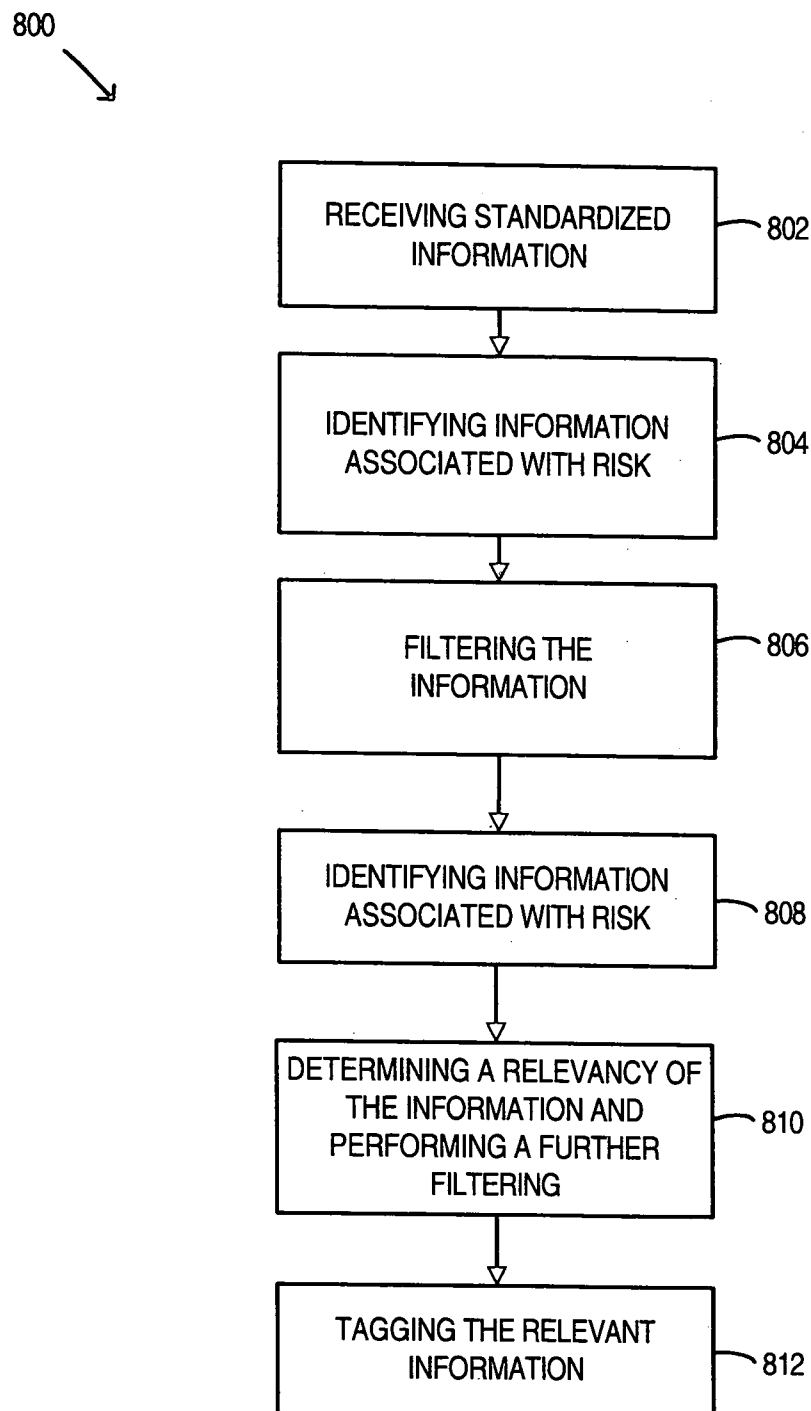 800
RECEIVING STANDARDIZED
INFORMATION
802
IDENTIFYING INFORMATION
ASSOCIATED WITH RISK
804
FILTERING THE
INFORMATION
806
IDENTIFYING INFORMATION
ASSOCIATED WITH RISK
808
DETERMINING A RELEVANCY OF
THE INFORMATION AND
PERFORMING A FURTHER
FILTERING
810
TAGGING THE RELEVANT
INFORMATION
812